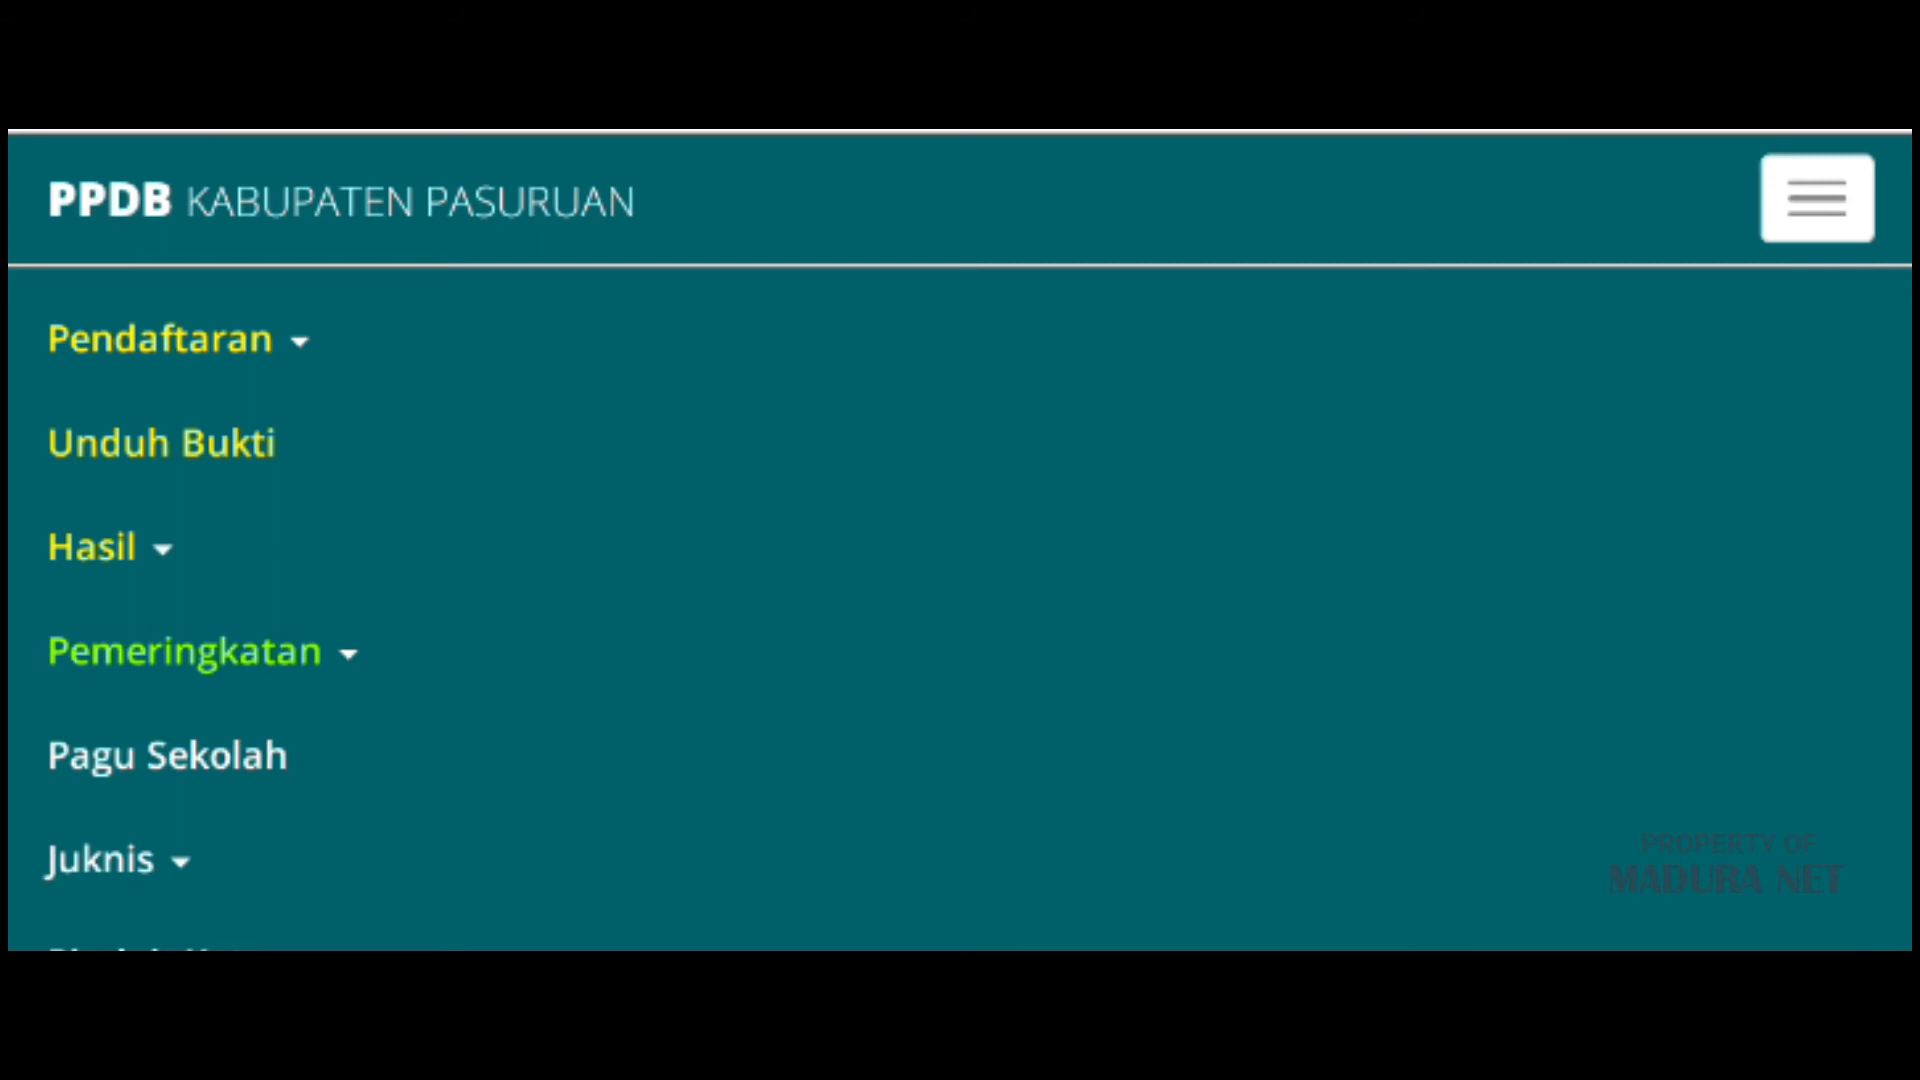 PPDB KABUPATEN PASURUAN
Pendaftaran
Unduh Bukti
Hasil
Pemeringkatan
Pagu Sekolah
Juknis
PROPERTY OF
MADURA NET